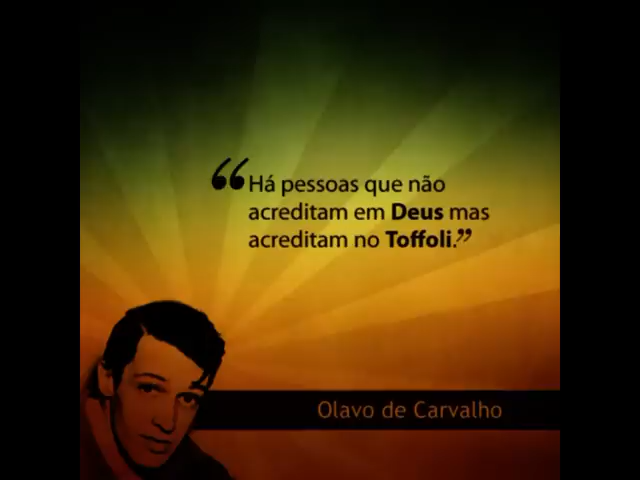 “Há pessoas que não
acreditam em Deus mas
acreditam no Toffoli.”
Olavo de Carvalho